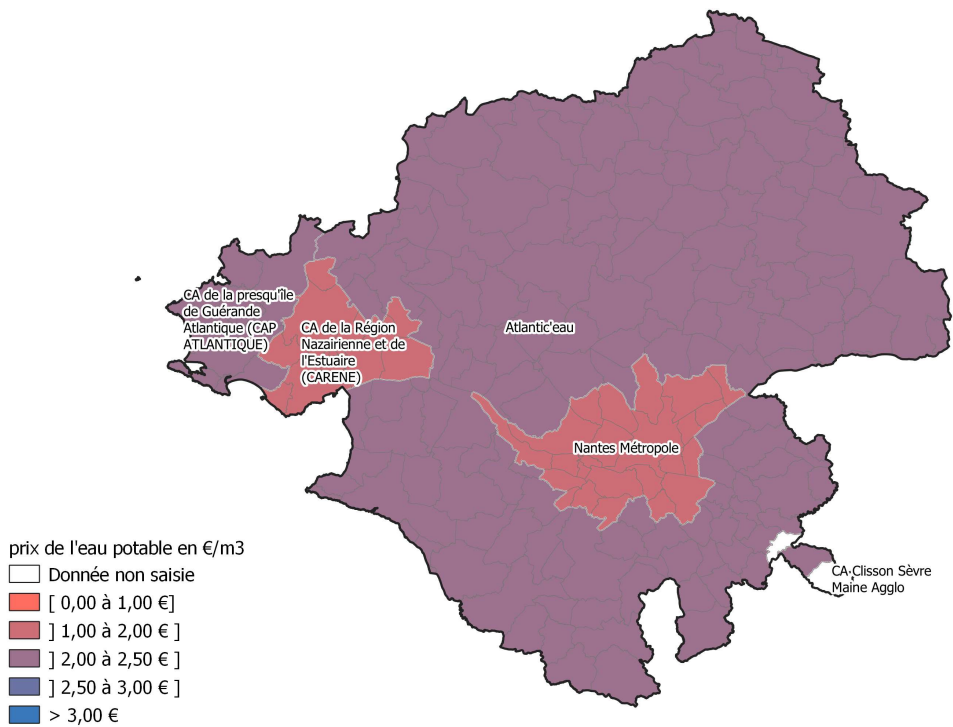 CA de la presqu'île
de Guérande
Atlantique (CAP
ATLANTIQUE)
CA de la Région
Nazairienne et de
l'Estuaire
(CARENE)
Atlantic'eau
Nantes Métropole
CA Clisson Sèvre
Maine Agglo
prix de l'eau potable en €/m3
Donnée non saisie
[ 0,00 à 1,00 €]
] 1,00 à 2,00 € ]
] 2,00 à 2,50 € ]
] 2,50 à 3,00 € ]
> 3,00 €